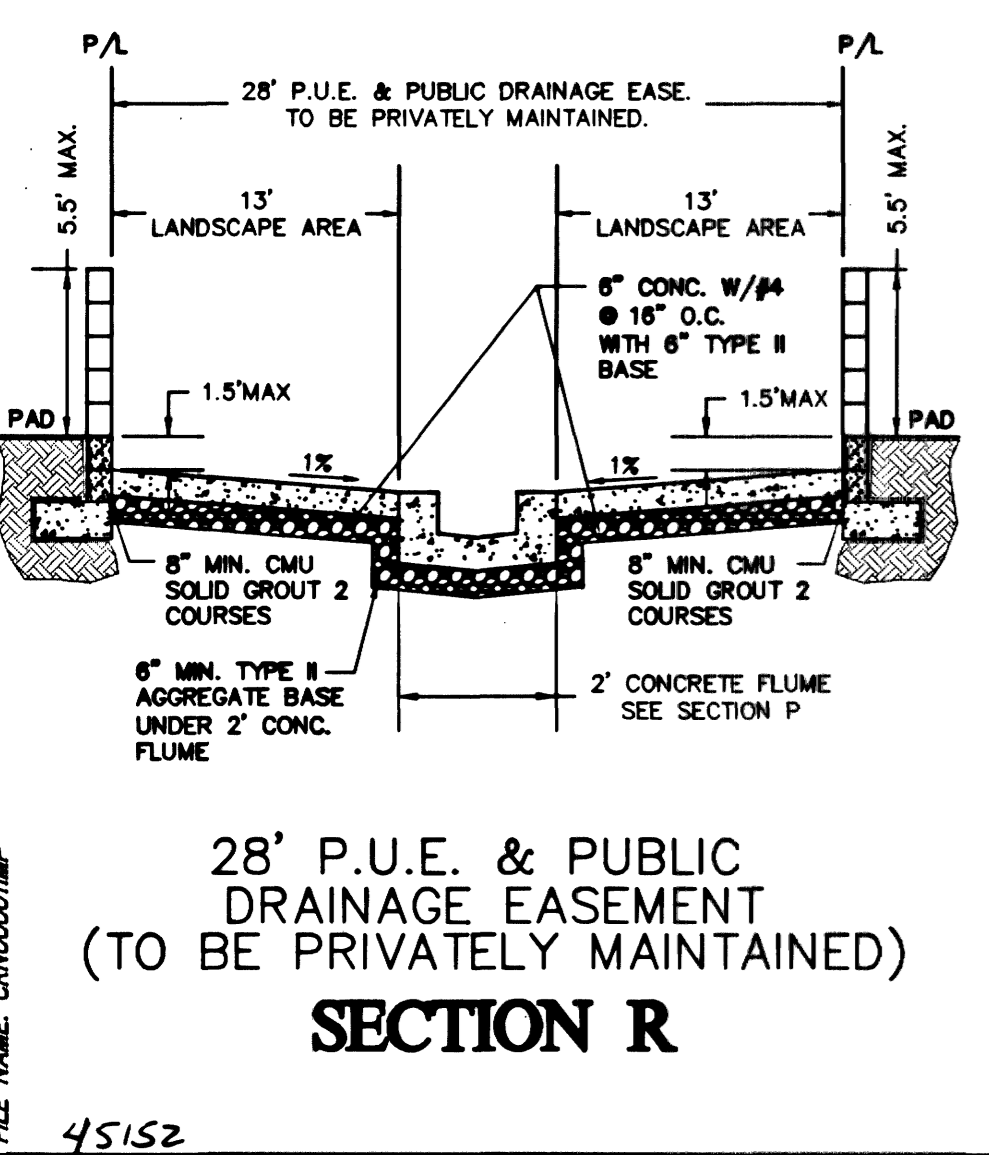 P/L
P/L
28' P.U.E. & PUBLIC DRAINAGE EASE.
TO BE PRIVATELY MAINTAINED.
5.5' MAX.
5.5' MAX.
13'
LANDSCAPE AREA
13'
LANDSCAPE AREA
6" CONC. W/#4
@ 16" O.C.
WITH 6" TYPE II
BASE
1.5'MAX
1.5'MAX
PAD
PAD
1%
1%
8" MIN. CMU
SOLID GROUT 2
COURSES
8" MIN. CMU
SOLID GROUT 2
COURSES
6" MIN. TYPE II
AGGREGATE BASE
UNDER 2' CONC.
FLUME
2' CONCRETE FLUME
SEE SECTION P
28' P.U.E. & PUBLIC
DRAINAGE EASEMENT
(TO BE PRIVATELY MAINTAINED)
SECTION R
FILE NAME:
45152